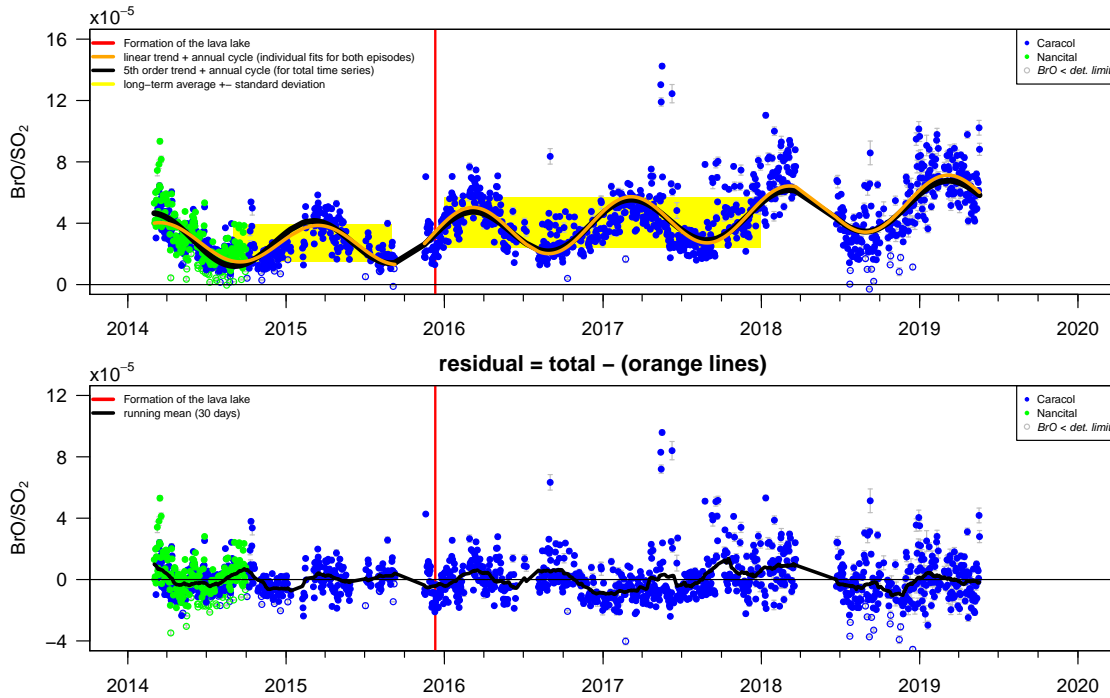 x10−5
16
12
8
4
0
BrO/SO2
Formation of the lava lake
linear trend + annual cycle (individual fits for both episodes)
5th order trend + annual cycle (for total time series)
long−term average +− standard deviation
Caracol
Nancital
BrO < det. limit
2014 2015 2016 2017 2018 2019 2020
residual = total − (orange lines)
x10−5
12
8
4
0
−4
BrO/SO2
Formation of the lava lake
running mean (30 days)
Caracol
Nancital
BrO < det. limit
2014 2015 2016 2017 2018 2019 2020